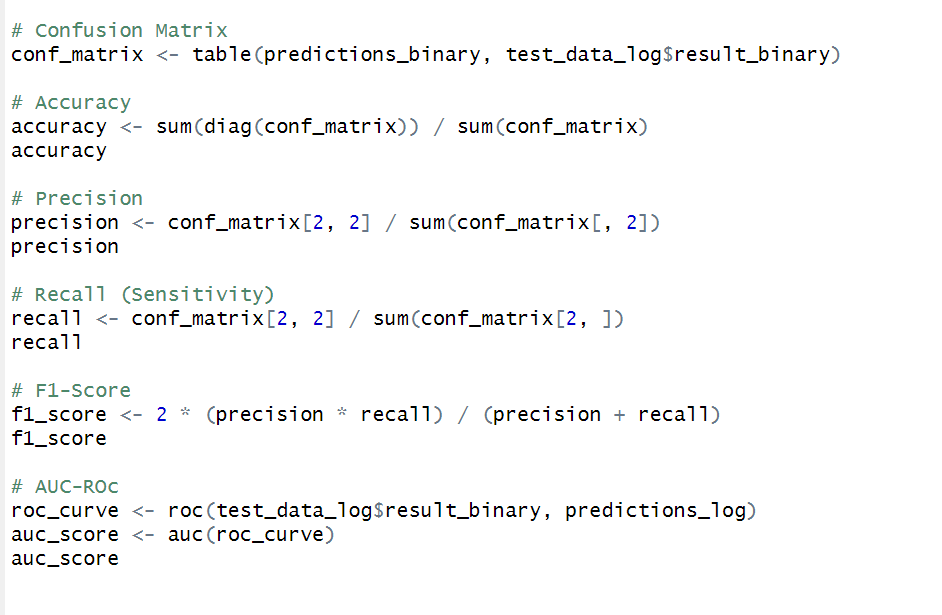 # Confusion Matrix
conf_matrix <- table(predictions_binary, test_data_log$result_binary)
# Accuracy
accuracy <- sum(diag(conf_matrix)) / sum(conf_matrix)
accuracy
# Precision
precision <- conf_matrix[2, 2] / sum(conf_matrix[, 2])
precision
# Recall (Sensitivity)
recall <- conf_matrix[2, 2] / sum(conf_matrix[2, ])
recall
# F1-Score
f1_score <- 2 * (precision * recall) / (precision + recall)
f1_score
# AUC-ROc
roc_curve <- roc(test_data_log$result_binary, predictions_log)
auc_score <- auc(roc_curve)
auc_score